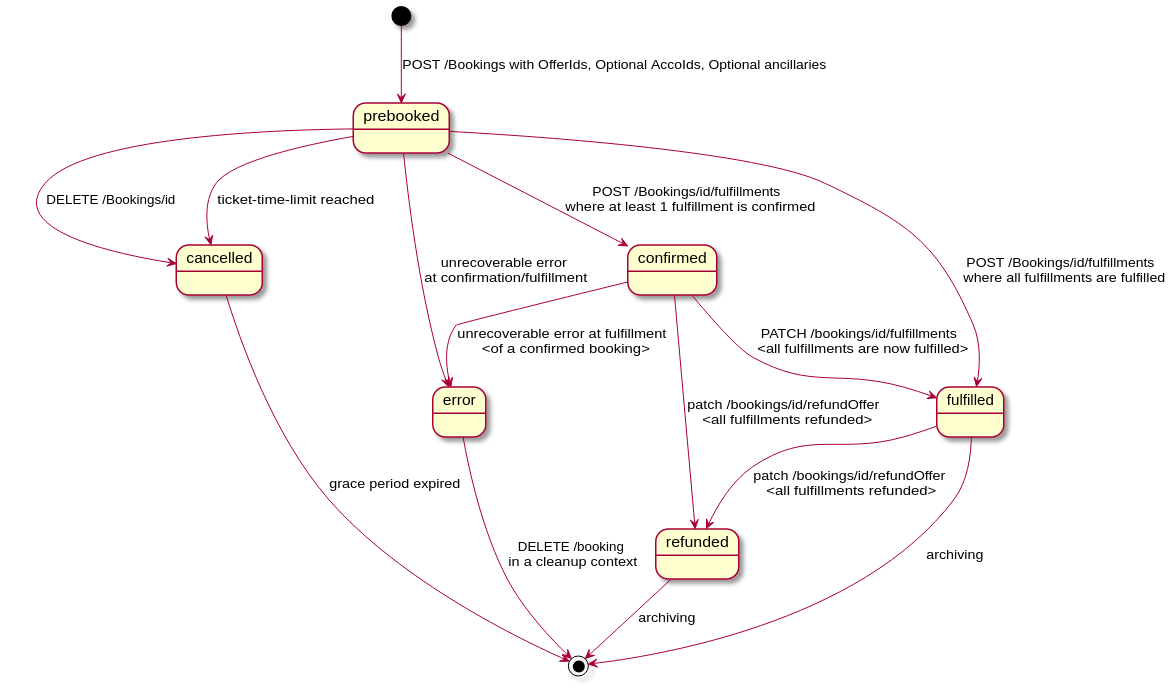 POST /Bookings with OfferIds, Optional AccoIds, Optional ancillaries
prebooked
DELETE /Bookings/id
ticket-time-limit reached
POST /Bookings/id/fulfillments
where at least 1 fulfillment is confirmed
cancelled
unrecoverable error
at confirmation/fulfillment
confirmed
POST /Bookings/id/fulfillments
where all fulfillments are fulfilled
unrecoverable error at fulfillment
<of a confirmed booking>
PATCH /bookings/id/fulfillments
<all fulfillments are now fulfilled>
error
patch /bookings/id/refundOffer
<all fulfillments refunded>
fulfilled
grace period expired
patch /bookings/id/refundOffer
<all fulfillments refunded>
DELETE /booking
in a cleanup context
refunded
archiving
archiving